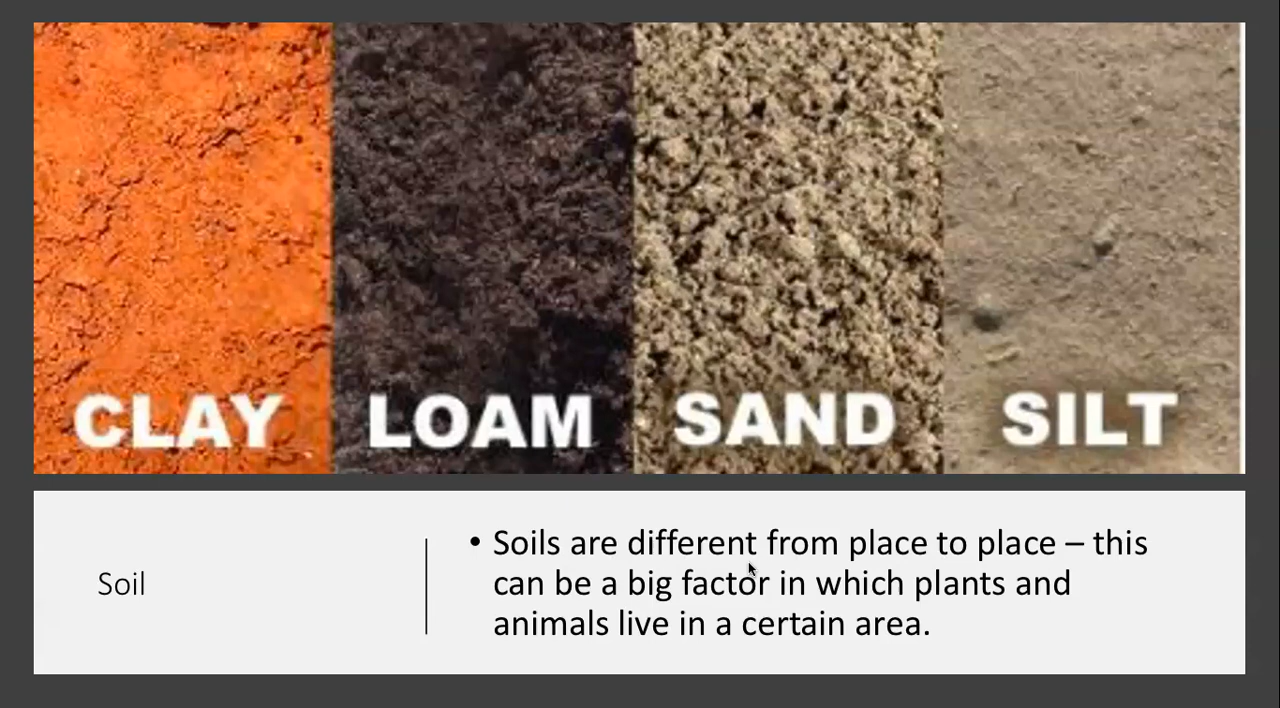 CLAY LOAM SAND SILT
Soil
• Soils are different from place to place – this
can be a big factor in which plants and
animals live in a certain area.